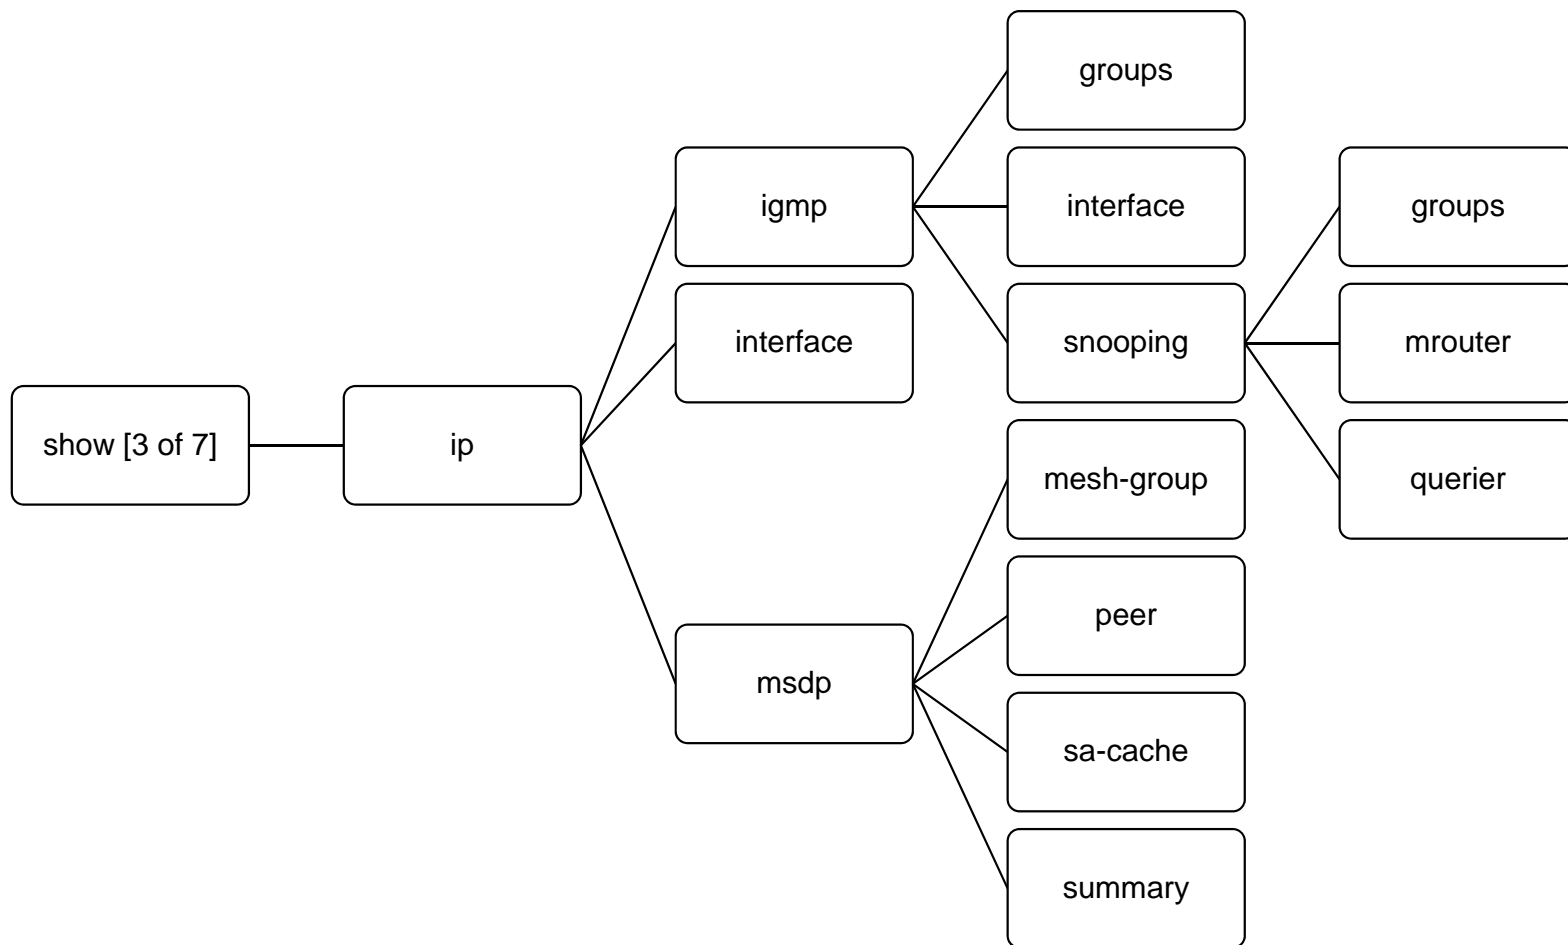 show [3 of 7]
ip
igmp
groups
interface
snooping
groups
mrouter
querier
interface
msdp
mesh-group
peer
sa-cache
summary